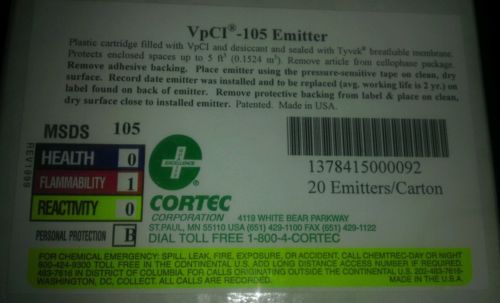 VpCI®-105 Emitter
Plastic cartridge filled with VpCI and desiccant and sealed with Tyvek® breathable membrane.
Protects enclosed spaces up to 5 ft³ (0.1524 m³). Remove article from cellophase package.
Remove adhesive backing. Place emitter using the pressure-sensitive tape on clean, dry
surface. Record date emitter was installed and to be replaced (avg. working life is 2 yr.) on
label found on back of emitter. Remove protective backing from label & place on clean,
dry surface close to installed emitter. Patented. Made in USA.
MSDS 105
REV1999
HEALTH 0
FLAMMABILITY 1
REACTIVITY 0
PERSONAL PROTECTION B
EXCELLENCE
®
CORTEC
CORPORATION 4119 WHITE BEAR PARKWAY
ST.PAUL, MN 55110 USA (651) 429-1100 FAX (651) 429-1122
DIAL TOLL FREE 1-800-4-CORTEC
1378415000092
20 Emitters/Carton
FOR CHEMICAL EMERGENCY: SPILL, LEAK, FIRE, EXPOSURE, OR ACCIDENT, CALL CHEMTREC-DAY OR NIGHT
800-424-9300 TOLL FREE IN THE CONTINENTAL U.S. ADD LONG DISTANCE ACCESS NUMBER IF REQUIRED.
483-7616 IN DISTRICT OF COLUMBIA. FOR CALLS ORIGINATING OUTSIDE THE CONTINENTAL U.S. 202-483-7616-
WASHINGTON, DC. COLLECT. ALL CALLS ARE RECORDED. MADE IN THE U.S.A.